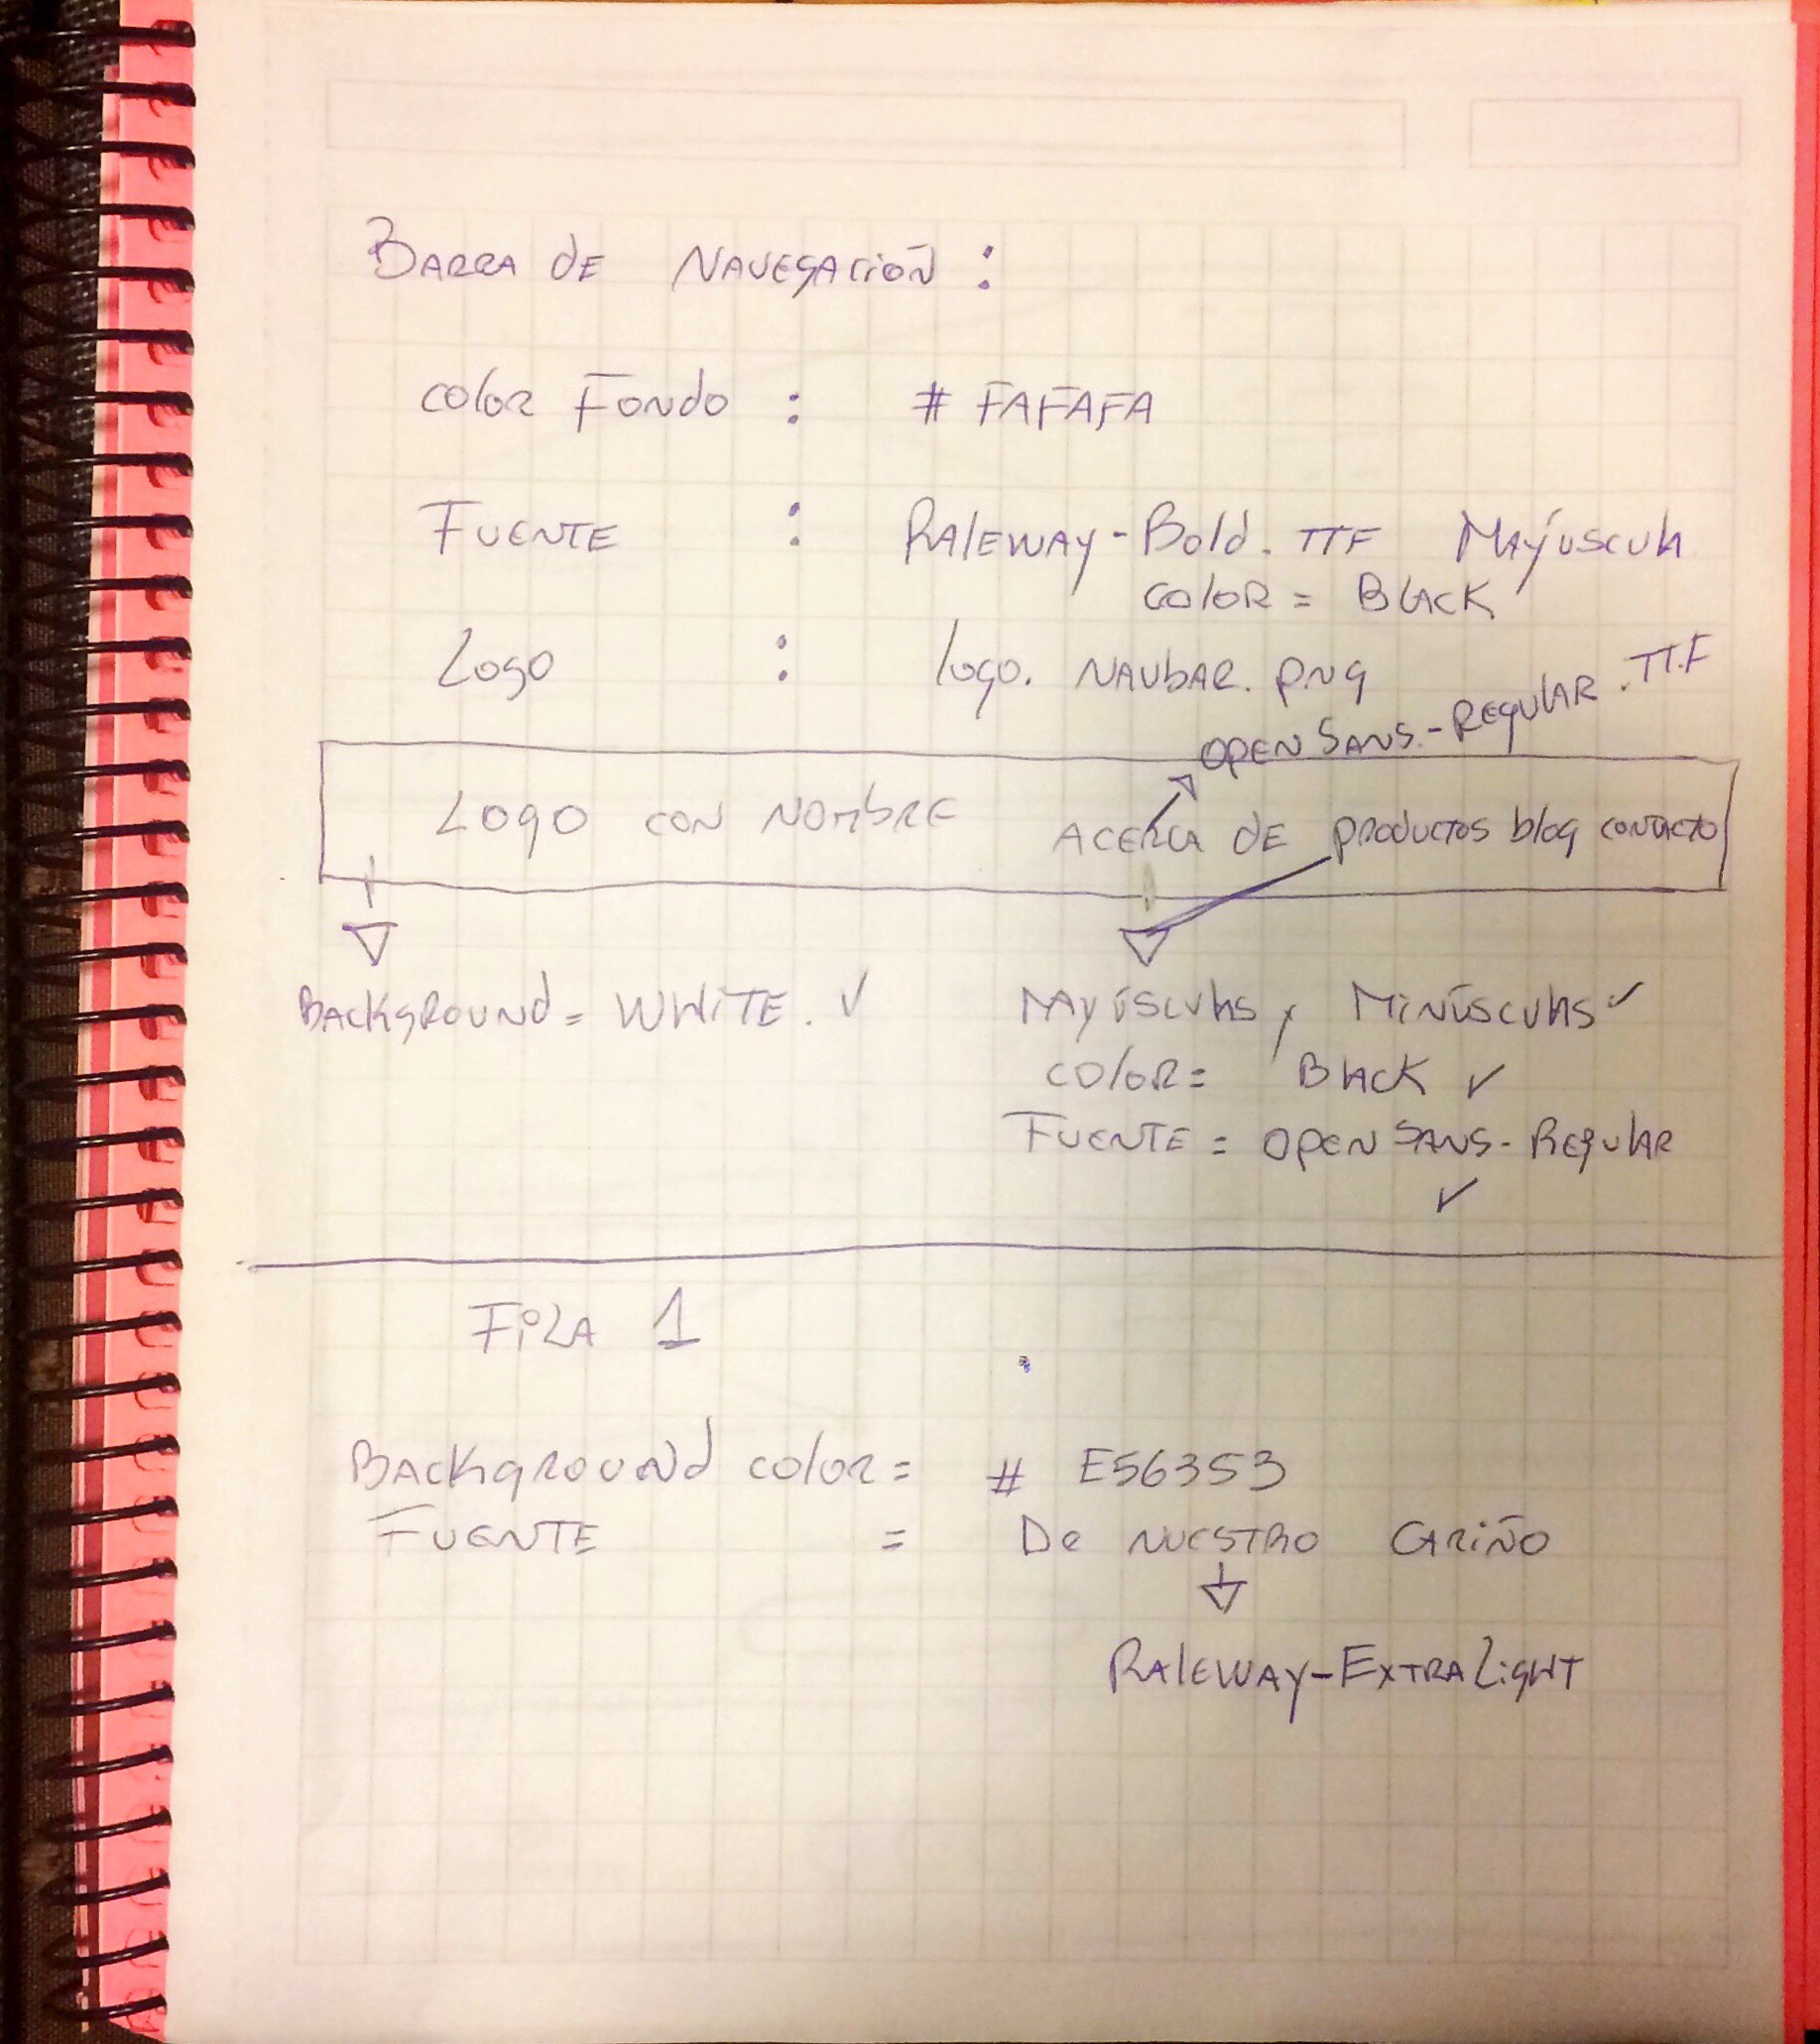 BARRA dE NAVEGACIÓN :
COlOR FONdO : # FAFAFA
FUENTE : RAlEWAY-Bold.TTF MAYÚSCULA
COlOR = BlACK
LOGO : logo.NAVbAR.png
OPEN SANS-REGULAR.TTF
LOGO CON NOMbRE ACERCA dE PRODUCTOS blog CONTACTO
BACKGROUNd = WHITE. ✓ MAYÚSCUlAS y MINÚSCUlAS ✓
COlOR = BlACK ✓
FUENTE = OPEN SANS-REGULAR
✓
FILA 1
BACKGROUNd COlOR = # E56353
FUENTE = De NUESTRO CARIÑO
RAlEWAY-EXTRALIGHT